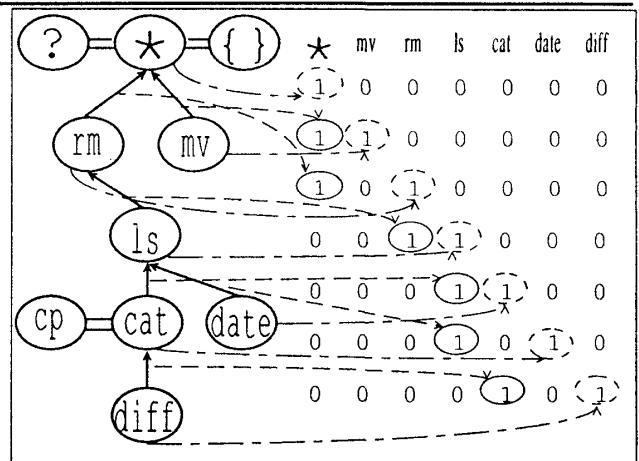 ? * { } * mv rm ls cat date diff
1 0 0 0 0 0 0
rm mv 1 1 0 0 0 0 0
1 0 1 0 0 0 0
ls 0 0 1 1 0 0 0
0 0 0 1 1 0 0
cp cat date 0 0 0 1 0 1 0
diff 0 0 0 0 1 0 1